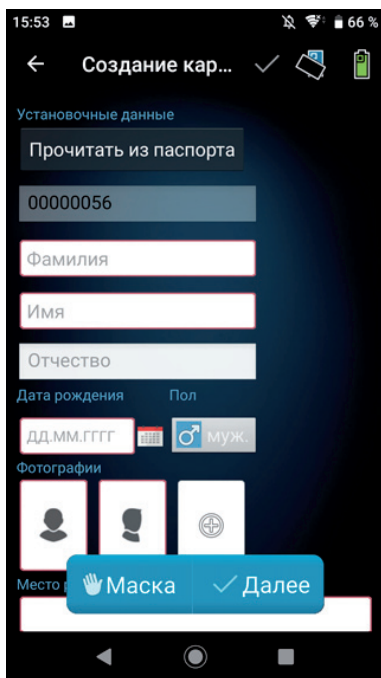 15:53 66 %
Создание кар...
Установочные данные
Прочитать из паспорта
00000056
Фамилия
Имя
Отчество
Дата рождения Пол
дд.мм.гггг муж.
Фотографии
Место
Маска Далее